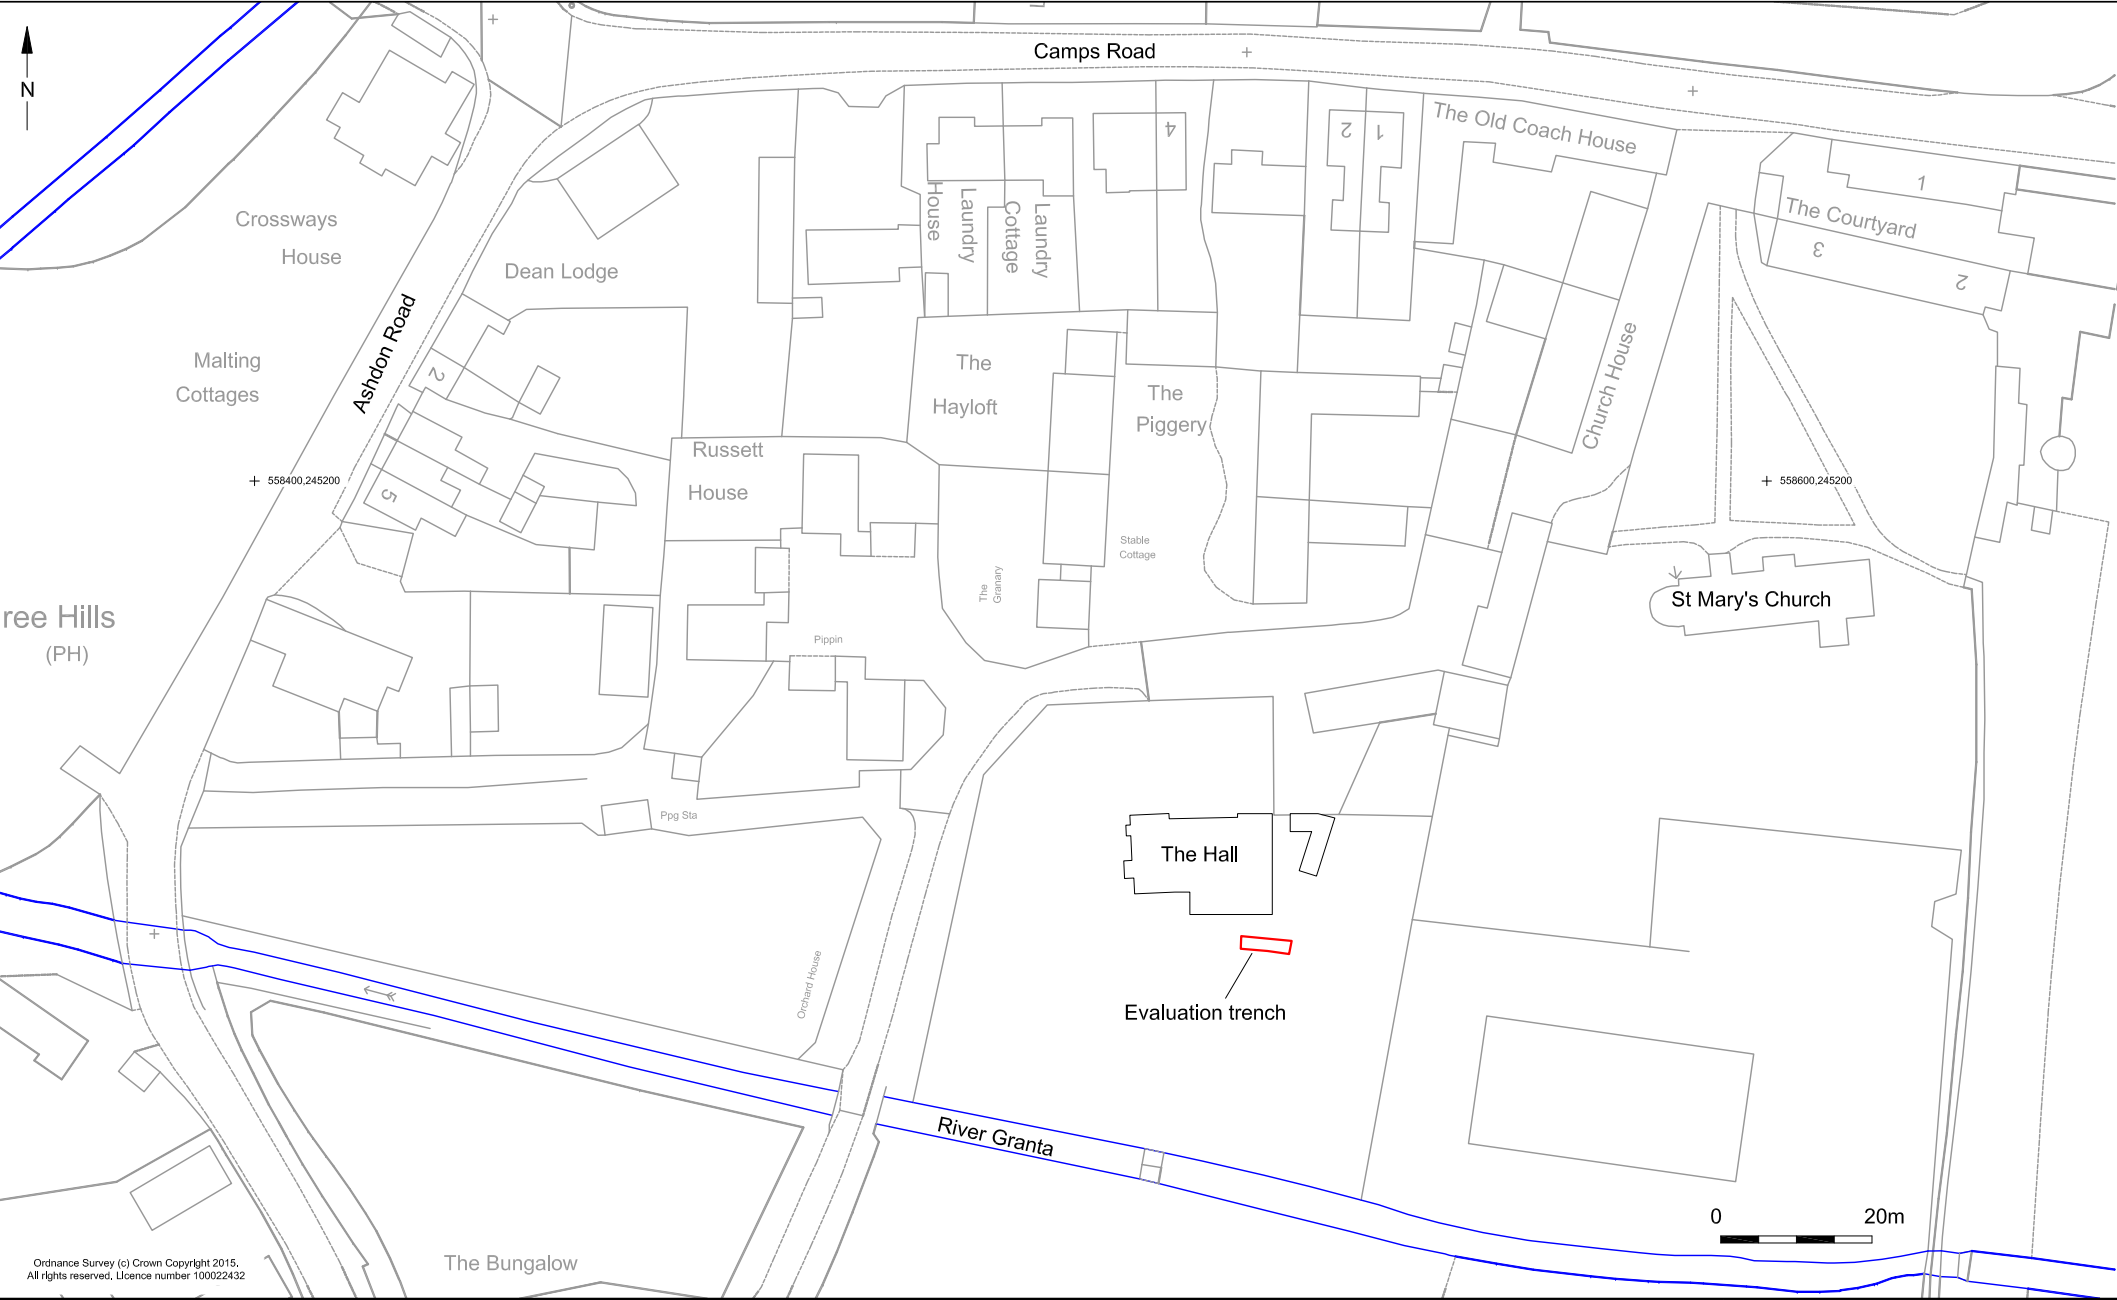 Camps Road
N
The Old Coach House
4
2
1
1
The Courtyard
3
2
Crossways
House
House
Laundry
Cottage
Laundry
Dean Lodge
Ashdon Road
Malting
Cottages
2
The
Hayloft
The
Piggery
Church House
Russett
House
5
558400,245200
558600,245200
Stable
Cottage
The
Granary
St Mary's Church
ree Hills
(PH)
Pippin
Ppg Sta
The Hall
Orchard House
Evaluation trench
River Granta
0 20m
The Bungalow
Ordnance Survey (c) Crown Copyright 2015.
All rights reserved. Licence number 100022432